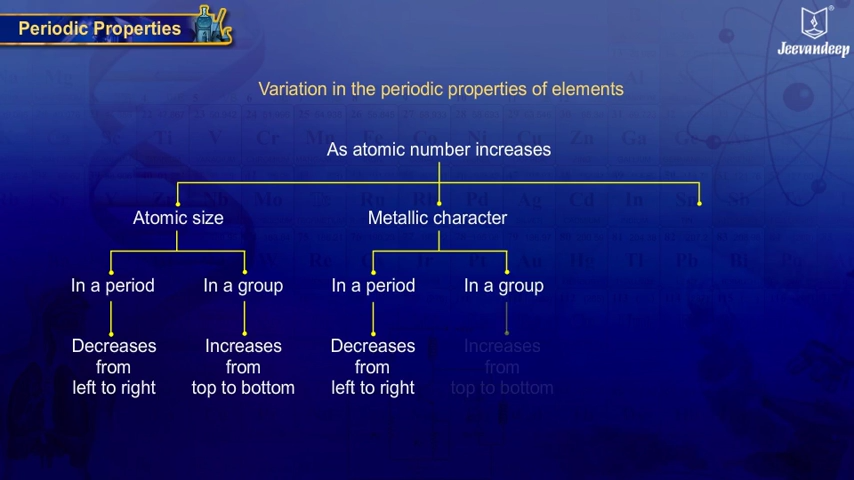 Periodic Properties
Jeevandeep®
Variation in the periodic properties of elements
As atomic number increases
Atomic size
Metallic character
In a period
In a group
In a period
In a group
Decreases
from
left to right
Increases
from
top to bottom
Decreases
from
left to right
Increases
from
top to bottom